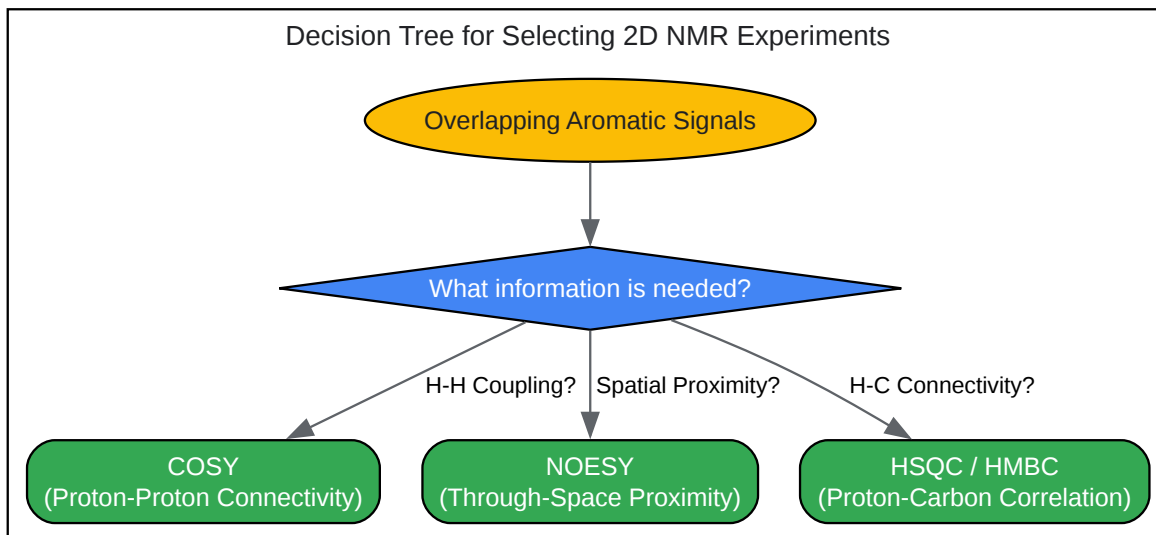 Decision Tree for Selecting 2D NMR Experiments
Overlapping Aromatic Signals
What information is needed?
H-H Coupling?
Spatial Proximity?
H-C Connectivity?
COSY
(Proton-Proton Connectivity)
NOESY
(Through-Space Proximity)
HSQC / HMBC
(Proton-Carbon Correlation)